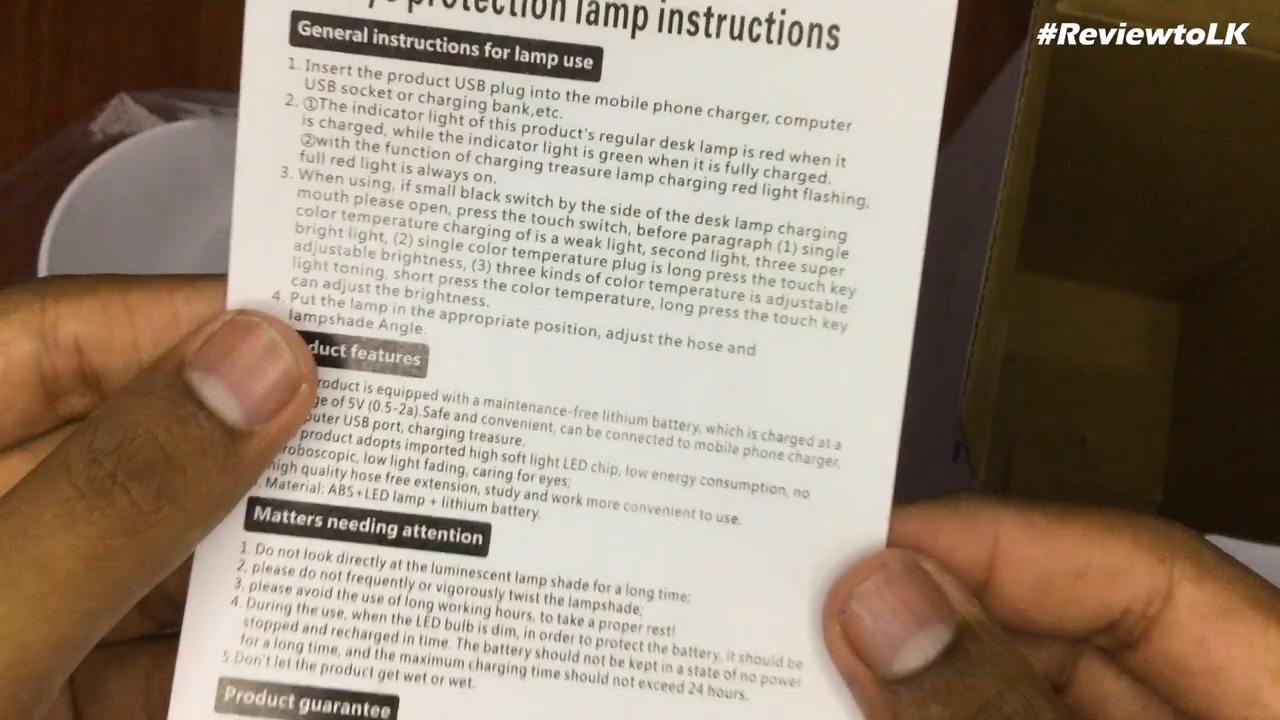 protection lamp instructions
#ReviewtoLK
General instructions for lamp use
1. Insert the product USB plug into the mobile phone charger, computer
USB socket or charging bank,etc.
2. ①The indicator light of this product's regular desk lamp is red when it
is charged, while the indicator light is green when it is fully charged.
②with the function of charging treasure lamp charging red light flashing,
full red light is always on.
3. When using, if small black switch by the side of the desk lamp charging
mouth please open, press the touch switch, before paragraph (1) single
color temperature charging of is a weak light, second light, three super
bright light, (2) single color temperature plug is long press the touch key
adjustable brightness, (3) three kinds of color temperature is adjustable
light toning, short press the color temperature, long press the touch key
can adjust the brightness.
4. Put the lamp in the appropriate position, adjust the hose and
lampshade Angle.
duct features
roduct is equipped with a maintenance-free lithium battery, which is charged at a
ge of 5V (0.5-2a).Safe and convenient, can be connected to mobile phone charger,
puter USB port, charging treasure.
product adopts imported high soft light LED chip, low energy consumption, no
roboscopic, low light fading, caring for eyes;
high quality hose free extension, study and work more convenient to use.
Material: ABS+LED lamp + lithium battery.
Matters needing attention
1. Do not look directly at the luminescent lamp shade for a long time;
2, please do not frequently or vigorously twist the lampshade;
3, please avoid the use of long working hours, to take a proper rest!
4. During the use, when the LED bulb is dim, in order to protect the battery, it should be
stopped and recharged in time. The battery should not be kept in a state of no power
for a long time, and the maximum charging time should not exceed 24 hours.
5.Don't let the product get wet or wet.
Product guarantee